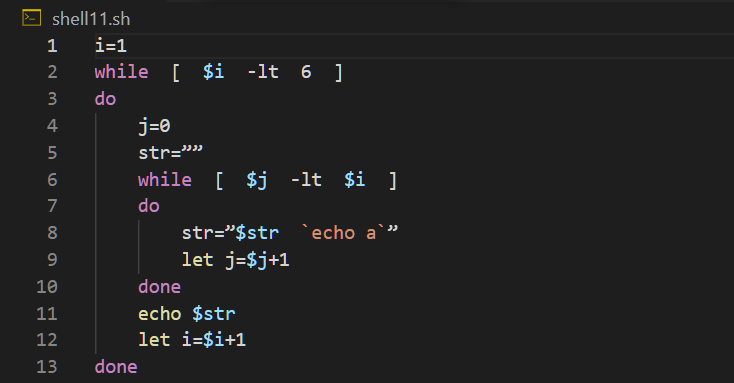 shell11.sh
1 i=1
2 while [ $i -lt 6 ]
3 do
4 j=0
5 str=””
6 while [ $j -lt $i ]
7 do
8 str=”$str `echo a`”
9 let j=$j+1
10 done
11 echo $str
12 let i=$i+1
13 done